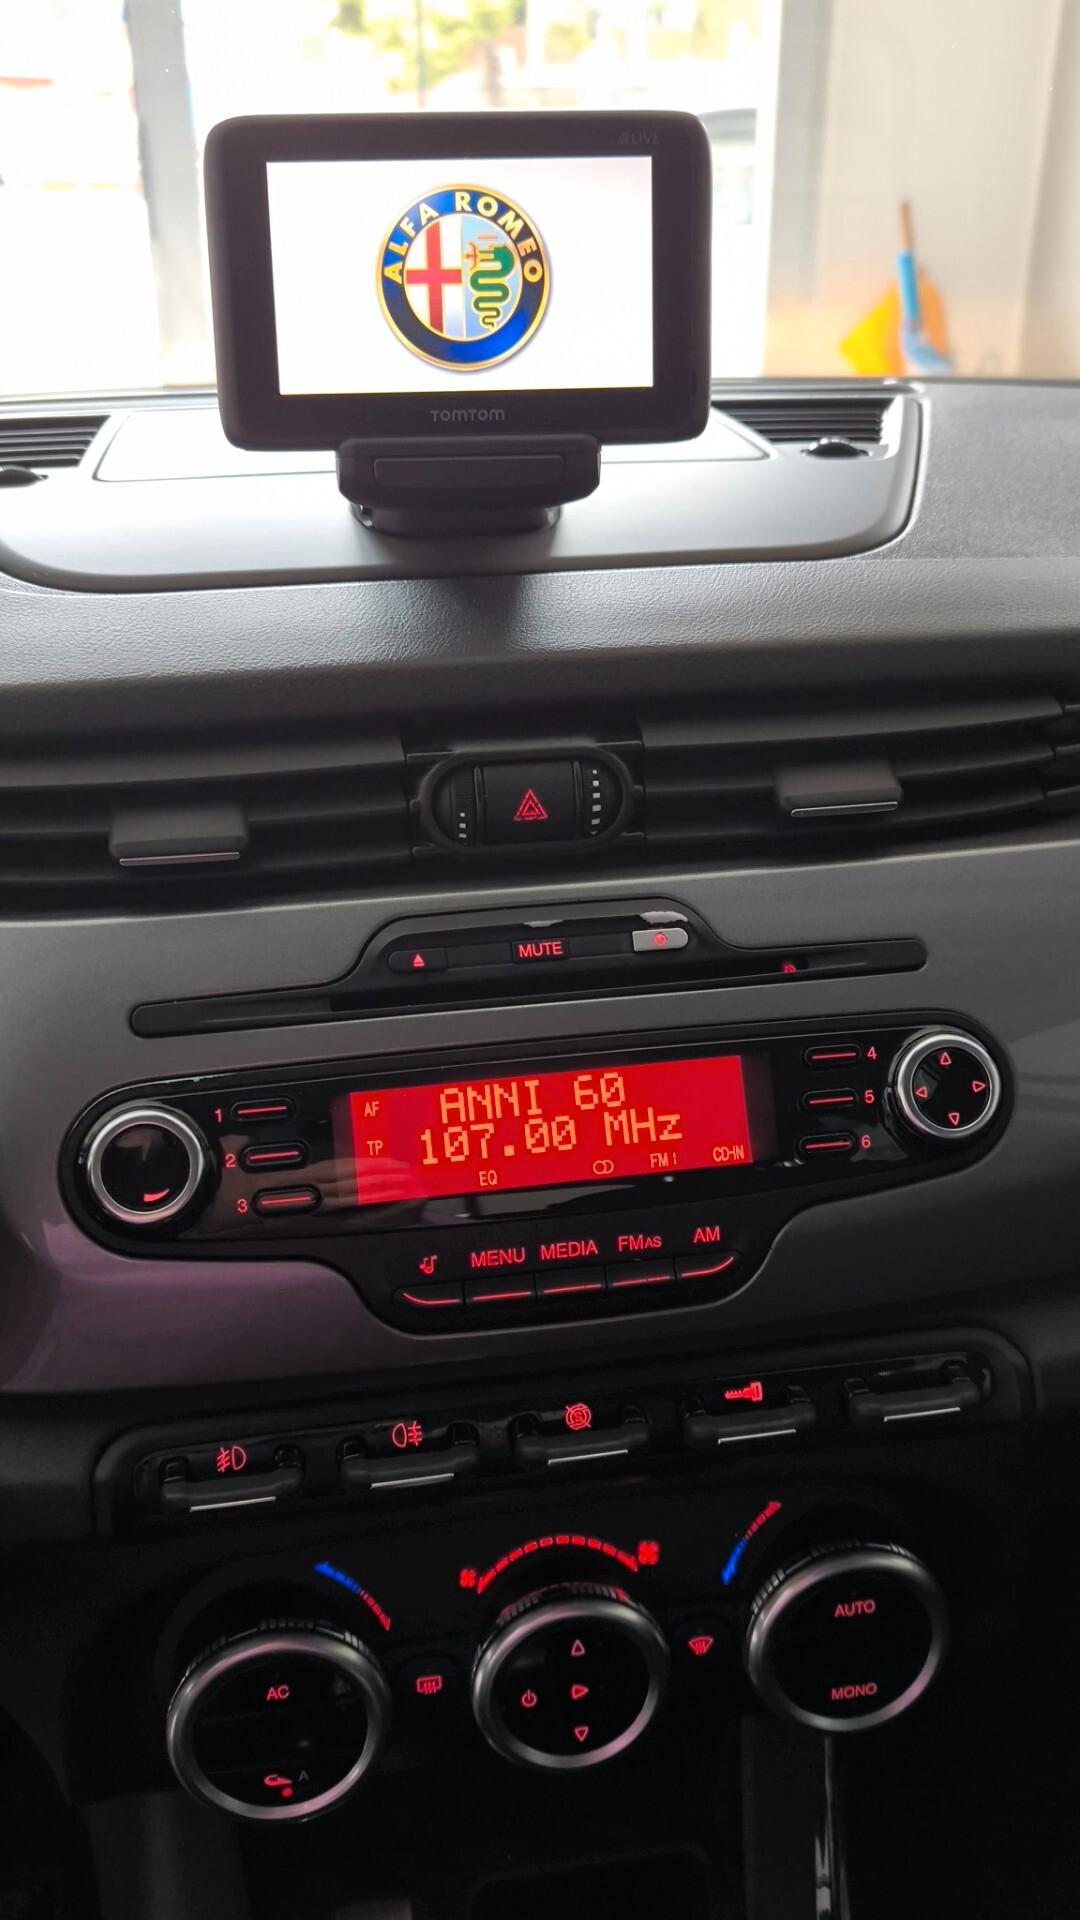 LIVE
ALFA ROMEO
TOMTOM
MUTE
1
2
3
AF
TP
ANNI 60
107.00 MHz
EQ
FM1
CD-IN
4
5
6
MENU
MEDIA
FMAS
AM
AC
A
AUTO
MONO